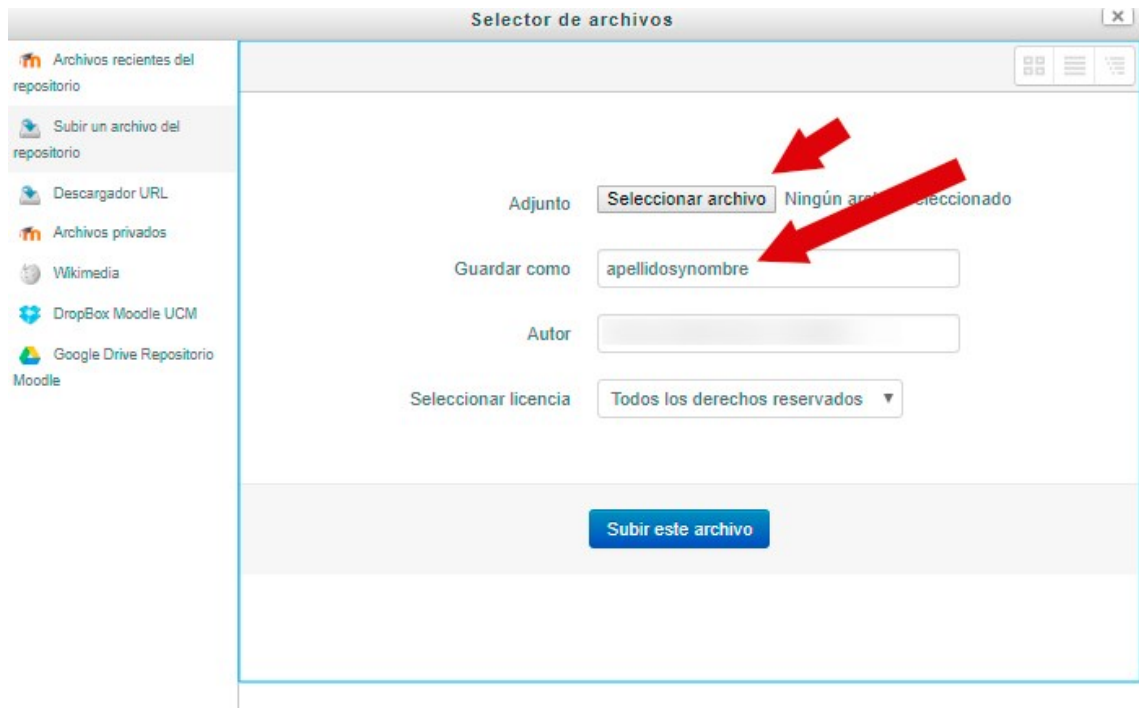 Selector de archivos
Archivos recientes del
repositorio
Subir un archivo del
repositorio
Descargador URL
Archivos privados
Wikimedia
DropBox Moodle UCM
Google Drive Repositorio
Moodle
Adjunto
Seleccionar archivo Ningún
Guardar como apellidosynombre
Autor
Seleccionar licencia Todos los derechos reservados
Subir este archivo